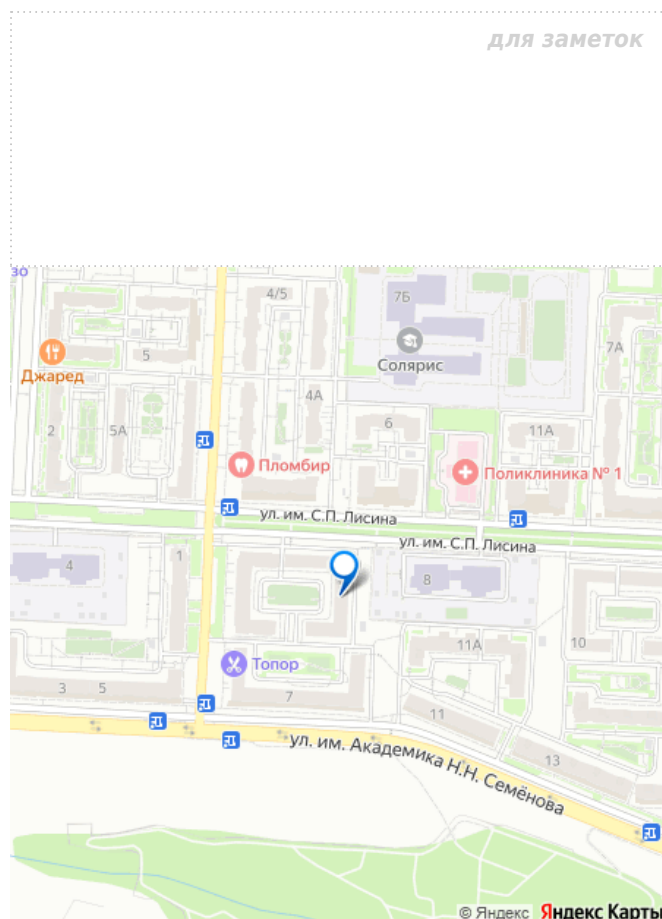 для заметок
зо
4/5
7Б
Солярис
7А
Джаред
5
4А
2
5А
6
11А
Пломбир
Поликлиника № 1
ул. им. С.П. Лисина
ул. им. С.П. Лисина
4
1
8
11А
10
Топор
3
5
7
11
13
ул. им. Академика Н.Н. Семёнова
© Яндекс Яндекс Карты